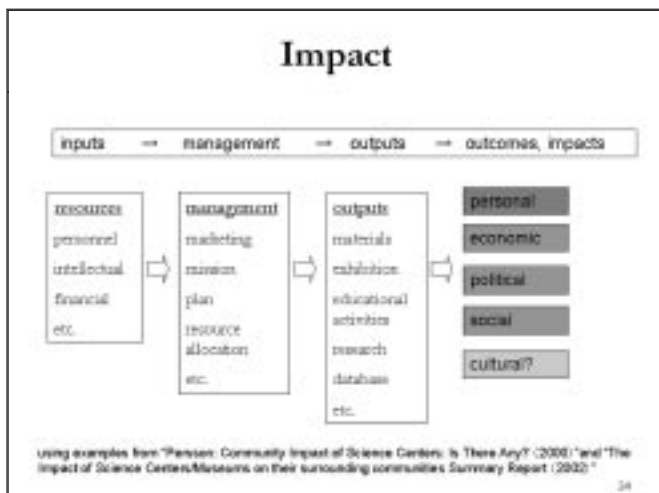 Impact
inputs → management → outputs → outcomes, impacts
resources
personnel
intellectual
financial
etc.
management
marketing
mission
plan
resource
allocation
etc.
outputs
materials
exhibition
educational
activities
research
database
etc.
personal
economic
political
social
cultural?
using examples from "Persson: Community Impact of Science Centers: Is There Any? (2000)"and "The
Impact of Science Centers/Museums on their surrounding communities Summary Report (2002)"